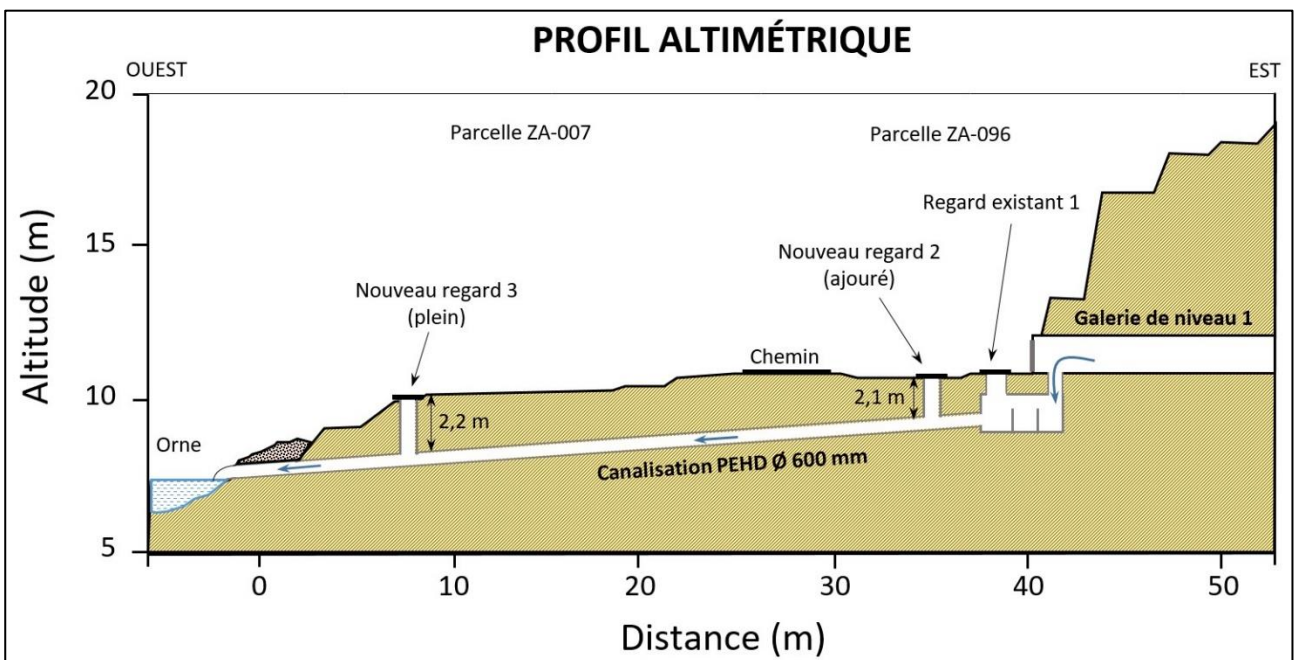 PROFIL ALTIMÉTRIQUE
OUEST
EST
20
Parcelle ZA-007
Parcelle ZA-096
Regard existant 1
15
Nouveau regard 2
(ajouré)
Nouveau regard 3
(plein)
Galerie de niveau 1
Chemin
Altitude (m)
10
2,2 m
2,1 m
Orne
Canalisation PEHD Ø 600 mm
5
0
10
20
30
40
50
Distance (m)